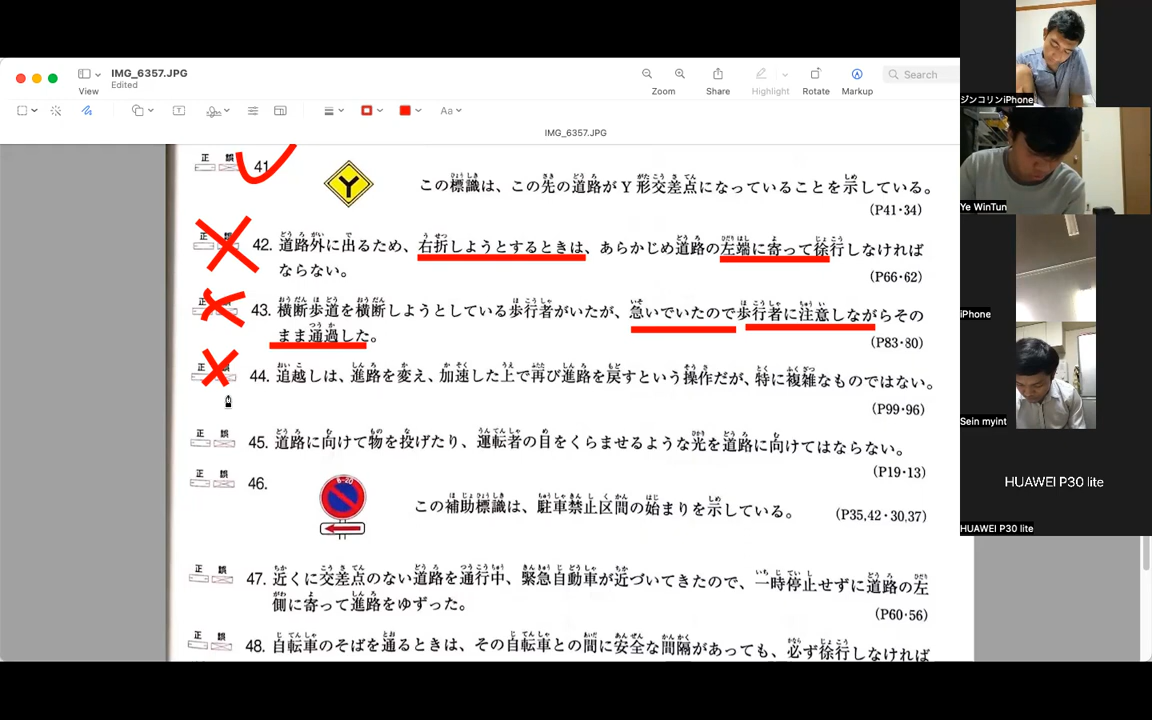 IMG_6357.JPG
Edited
View
Zoom
Share
Highlight
Rotate
Markup
Search
Aa
IMG_6357.JPG
正 誤 41
この標識は、この先の道路がY形交差点になっていることを示している。
(P41・34)
正 42. 道路外に出るため、右折しようとするときは、あらかじめ道路の左端に寄って徐行しなければ
ならない。
(P66・62)
43. 横断歩道を横断しようとしている歩行者がいたが、急いでいたので歩行者に注意しながらその
まま通過した。
(P83・80)
44. 追越しは、進路を変え、加速した上で再び進路を戻すという操作だが、特に複雑なものではない。
(P99・96)
正 誤 45. 道路に向けて物を投げたり、運転者の目をくらませるような光を道路に向けてはならない。
(P19・13)
正 誤 46.
8-20
この補助標識は、駐車禁止区間の始まりを示している。
(P35,42・30,37)
正 誤 47. 近くに交差点のない道路を通行中、緊急自動車が近づいてきたので、一時停止せずに道路の左
側に寄って進路をゆずった。
(P60・56)
正 誤 48. 自転車のそばを通るときは、その自転車との間に安全な間隔があっても、必ず徐行しなければ
ジンコリンiPhone
Ye WinTun
iPhone
Sein myint
HUAWEI P30 lite
HUAWEI P30 lite